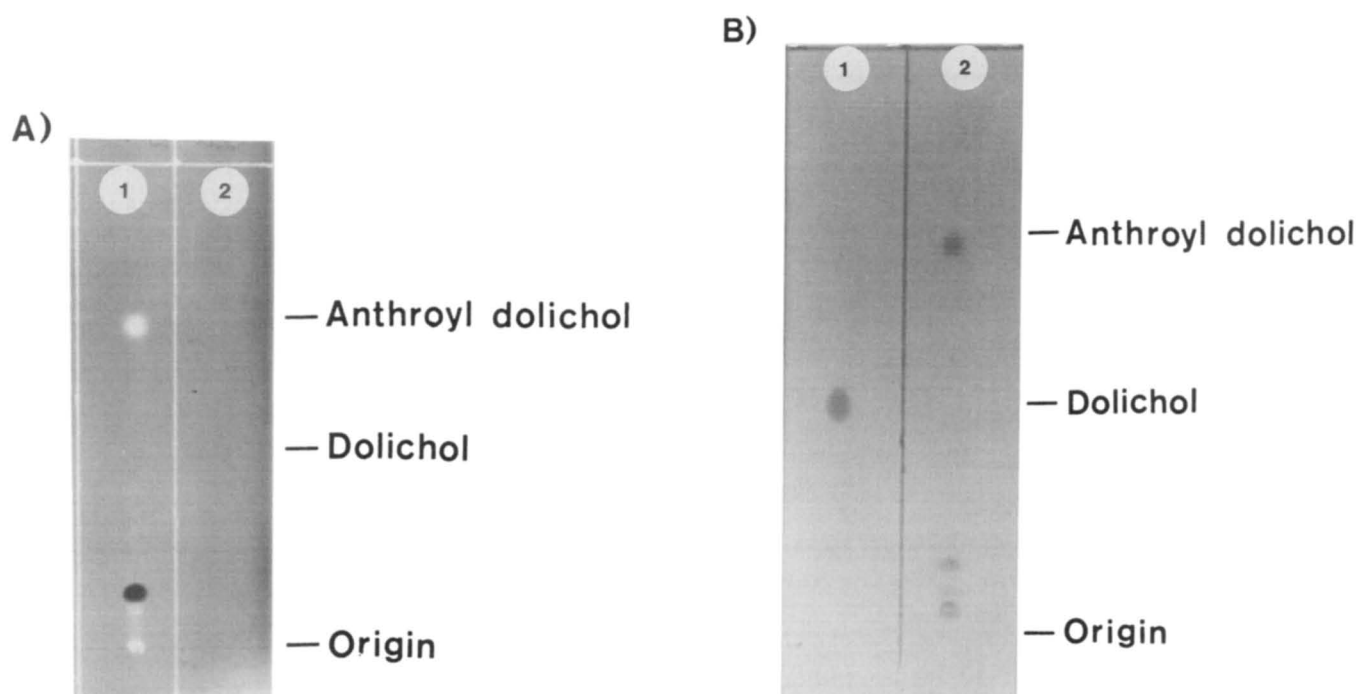 A)
1
2
— Anthroyl dolichol
— Dolichol
— Origin
B)
1
2
— Anthroyl dolichol
— Dolichol
— Origin